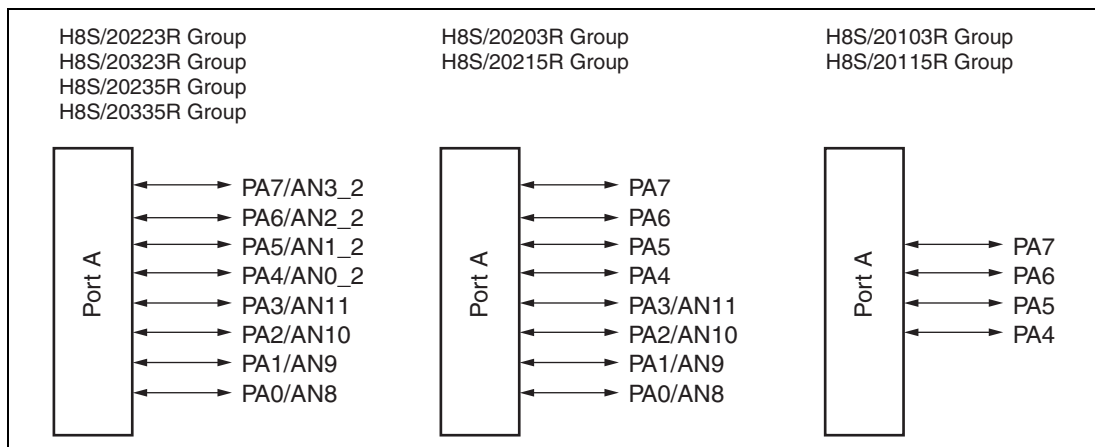 H8S/20223R Group
H8S/20323R Group
H8S/20235R Group
H8S/20335R Group
Port A
PA7/AN3_2
PA6/AN2_2
PA5/AN1_2
PA4/AN0_2
PA3/AN11
PA2/AN10
PA1/AN9
PA0/AN8
H8S/20203R Group
H8S/20215R Group
Port A
PA7
PA6
PA5
PA4
PA3/AN11
PA2/AN10
PA1/AN9
PA0/AN8
H8S/20103R Group
H8S/20115R Group
Port A
PA7
PA6
PA5
PA4